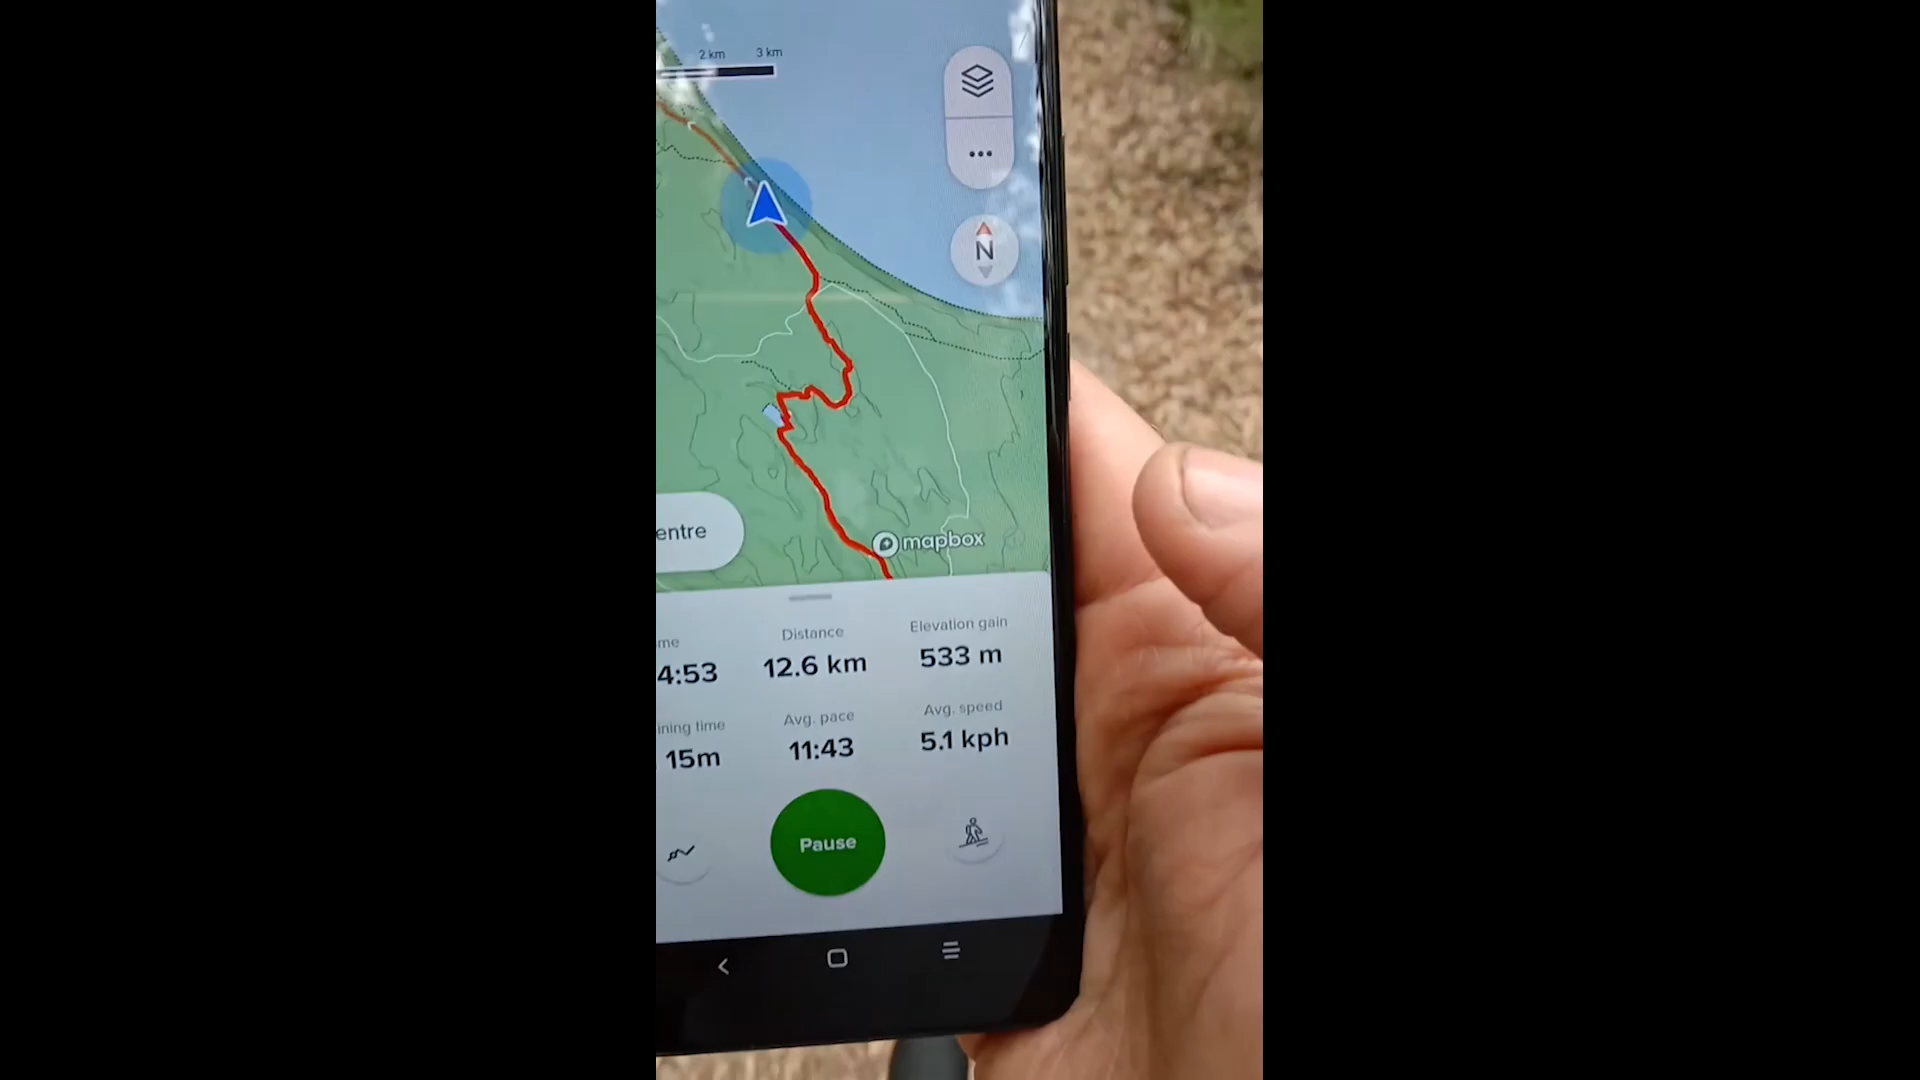 2 km 3 km
N
entre
mapbox
me
4:53
Distance
12.6 km
Elevation gain
533 m
ining time
15m
Avg. pace
11:43
Avg. speed
5.1 kph
Pause